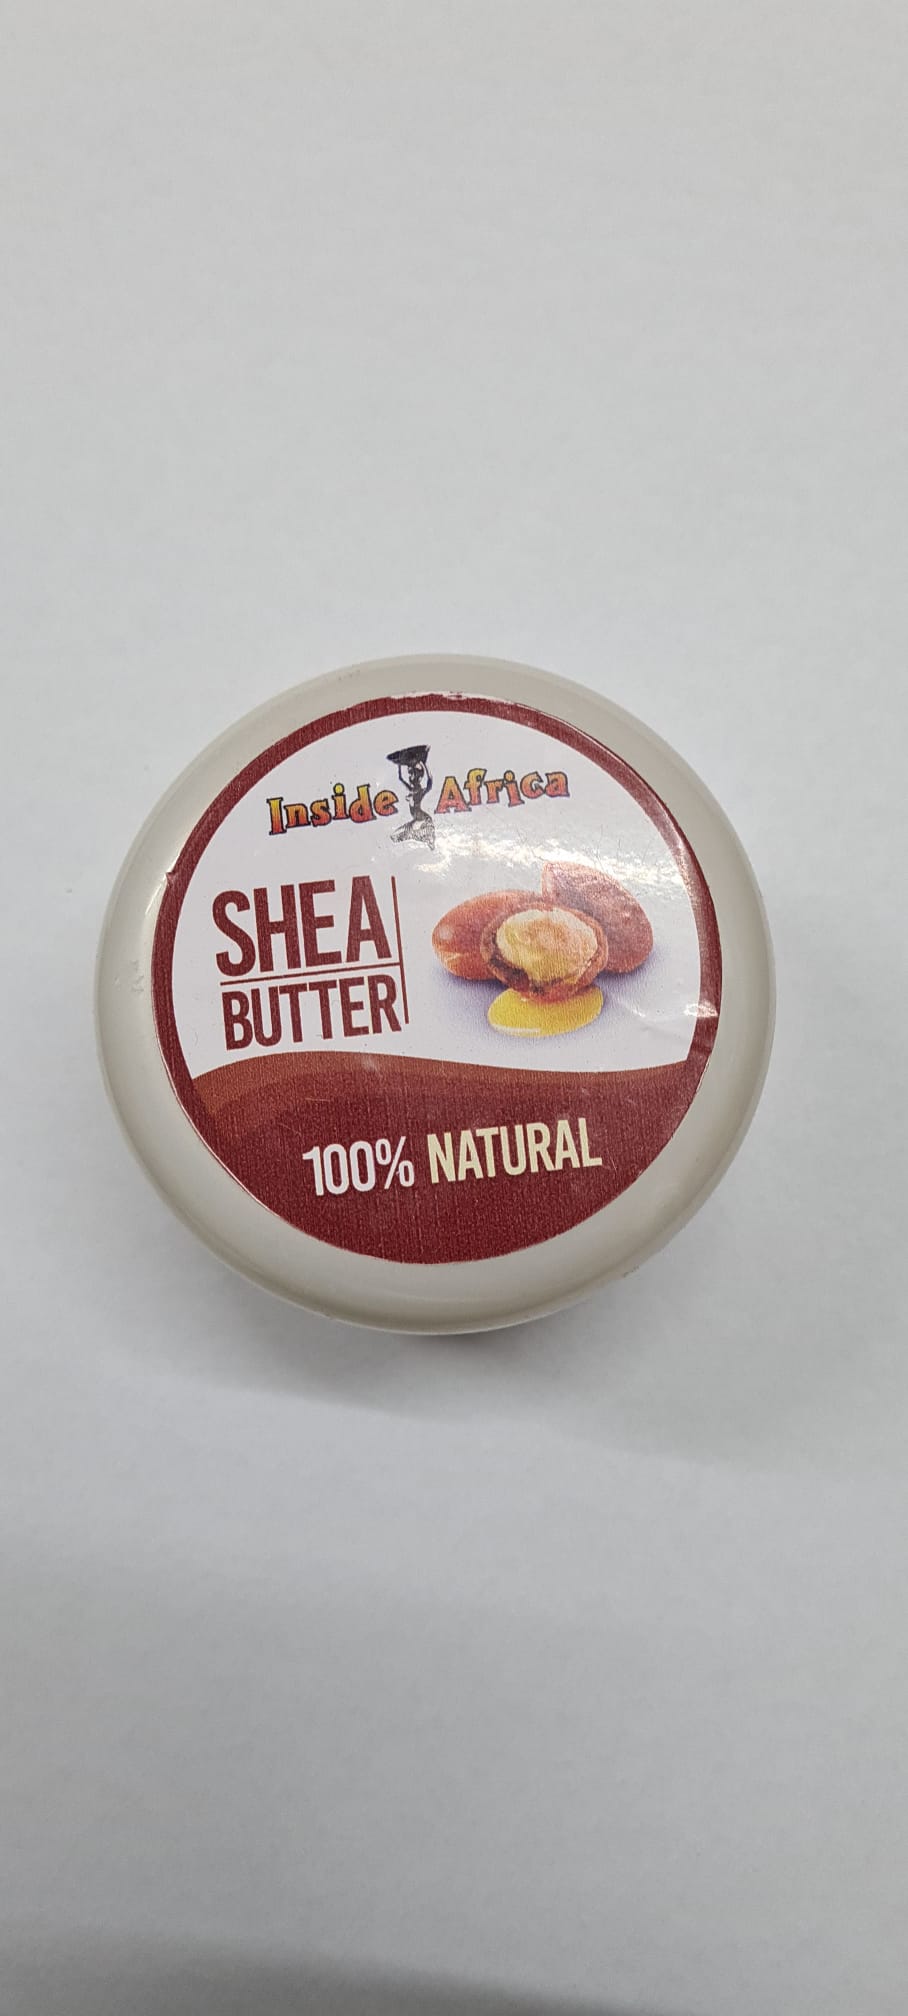 Inside Africa
SHEA
BUTTER
100% NATURAL